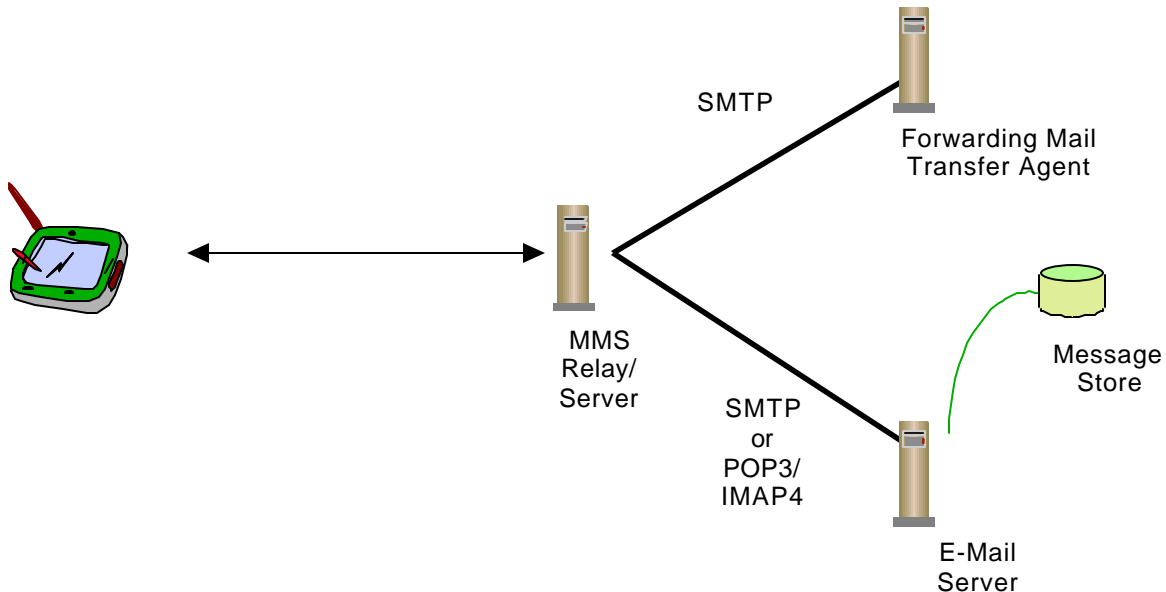 SMTP
Forwarding Mail
Transfer Agent
MMS
Relay/
Server
Message
Store
SMTP
or
POP3/
IMAP4
E-Mail
Server